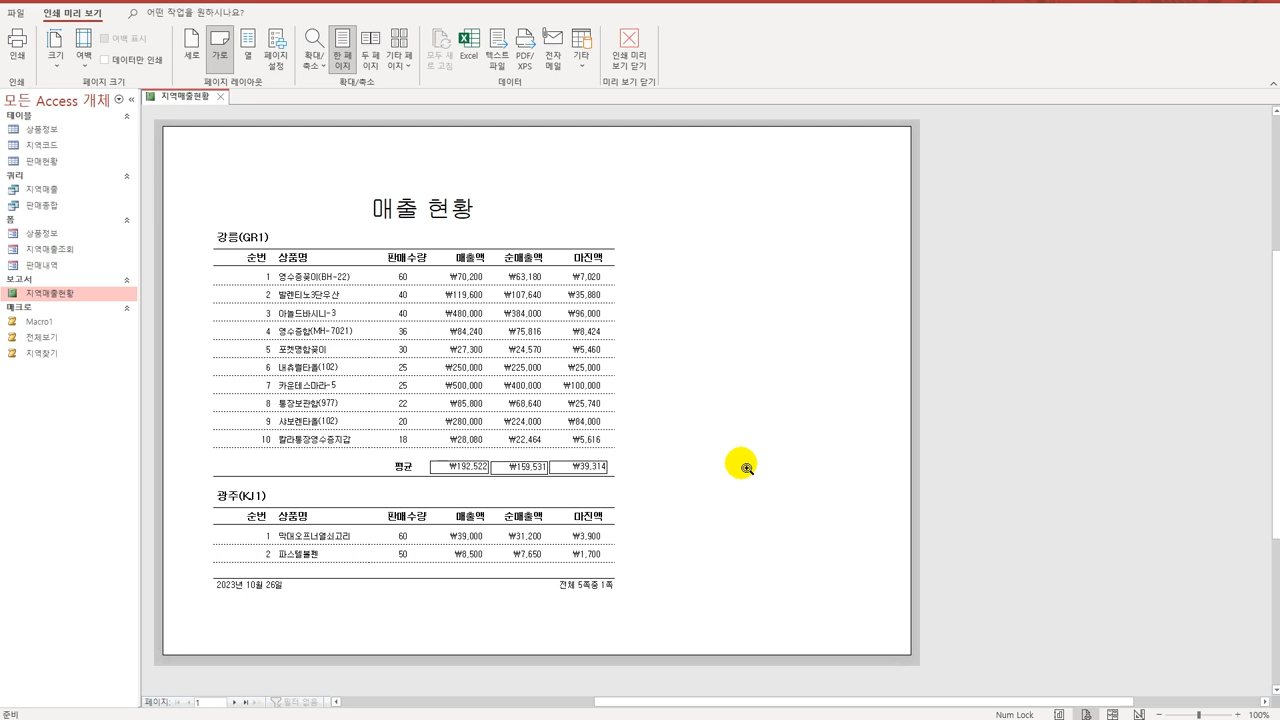 파일 인쇄 미리 보기 어떤 작업을 원하시나요?
인쇄 크기 여백 여백 표시 데이터만 인쇄 세로 가로 열 페이지 설정 확대/축소 한 페이지 두 페이지 기타 페이지 모두 새로 고침 Excel 텍스트 파일 PDF/XPS 전자 메일 기타 인쇄 미리 보기 닫기
인쇄 페이지 크기 페이지 레이아웃 확대/축소 데이터 미리 보기 닫기
모든 Access 개체
지역매출현황
테이블
상품정보
지역코드
판매현황
쿼리
지역매출
판매종합
폼
상품정보
지역매출조회
판매내역
보고서
지역매출현황
매크로
Macro1
전체보기
지역찾기
매출 현황
강릉(GR1)
순번 상품명 판매수량 매출액 순매출액 마진액
1 영수증꽂이(BH-22) 60 ₩70,200 ₩63,180 ₩7,020
2 발렌티노3단우산 40 ₩119,600 ₩107,640 ₩35,880
3 아놀드바시니-3 40 ₩480,000 ₩384,000 ₩96,000
4 영수증함(MH-7021) 36 ₩84,240 ₩75,816 ₩8,424
5 포켓명함꽂이 30 ₩27,300 ₩24,570 ₩5,460
6 내츄럴타올(102) 25 ₩250,000 ₩225,000 ₩25,000
7 카운테스마라-5 25 ₩500,000 ₩400,000 ₩100,000
8 통장보관함(977) 22 ₩85,800 ₩68,640 ₩25,740
9 샤보렌타올(102) 20 ₩280,000 ₩224,000 ₩84,000
10 칼라통장영수증지갑 18 ₩28,080 ₩22,464 ₩5,616
평균 ₩192,522 ₩159,531 ₩39,314
광주(KJ1)
순번 상품명 판매수량 매출액 순매출액 마진액
1 막대오프너열쇠고리 60 ₩39,000 ₩31,200 ₩3,900
2 파스텔볼펜 50 ₩8,500 ₩7,650 ₩1,700
2023년 10월 26일 전체 5쪽중 1쪽
페이지: 1 필터 없음
준비 Num Lock 100%